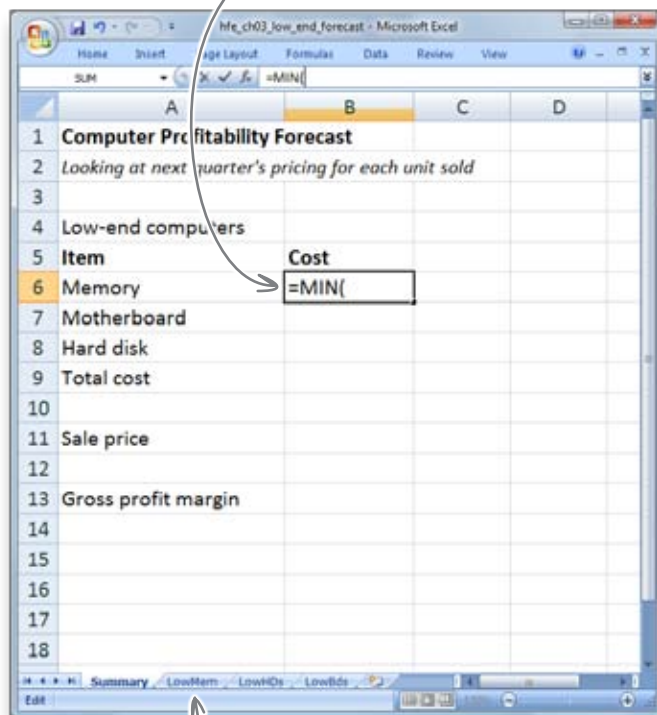 hfe_ch03_low_end_forecast - Microsoft Excel
Home Insert Page Layout Formulas Data Review View
SUM =MIN(
A B C D
1 Computer Profitability Forecast
2 Looking at next quarter's pricing for each unit sold
3
4 Low-end computers
5 Item Cost
6 Memory =MIN(
7 Motherboard
8 Hard disk
9 Total cost
10
11 Sale price
12
13 Gross profit margin
14
15
16
17
18
Summary LowMem LowHDs LowBds
Edit